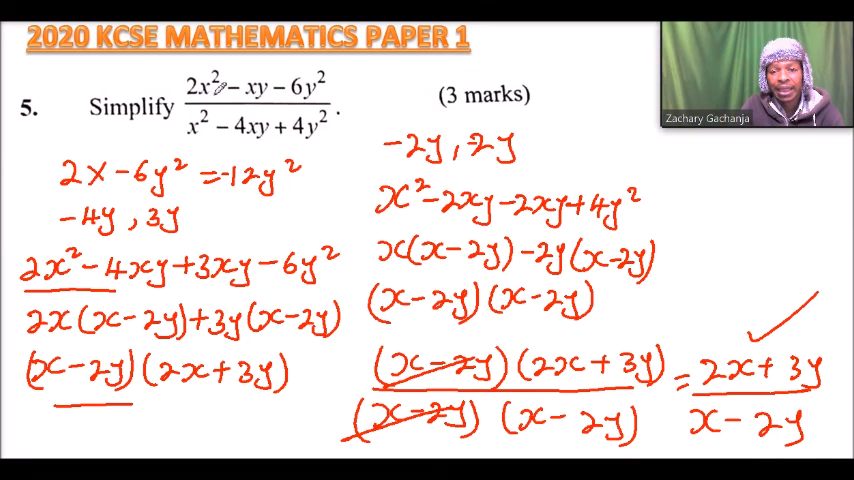 2020 KCSE MATHEMATICS PAPER 1
5. Simplify (2x² – xy – 6y²)/(x² – 4xy + 4y²). (3 marks)
Zachary Gachanja
2 × -6y² = -12y²
-4y , 3y
2x² - 4xy + 3xy - 6y²
2x(x - 2y) + 3y(x - 2y)
(x - 2y)(2x + 3y)
-2y, -2y
x² - 2xy - 2xy + 4y²
x(x - 2y) - 2y(x - 2y)
(x - 2y)(x - 2y)
(x - 2y)(2x + 3y) / (x - 2y)(x - 2y) = 2x + 3y / x - 2y